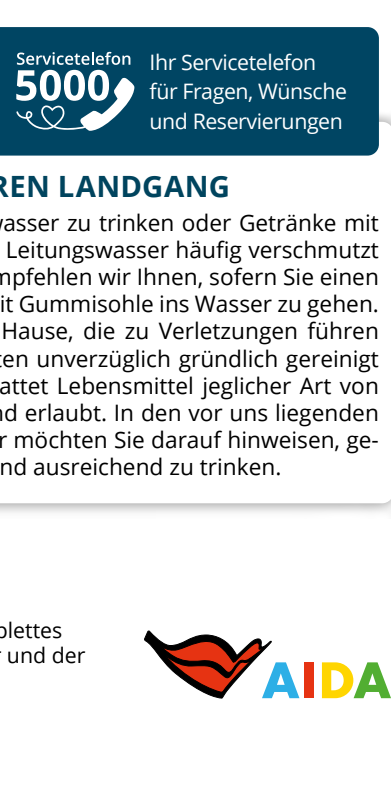 Servicetelefon
5000
Ihr Servicetelefon
für Fragen, Wünsche
und Reservierungen
REN LANDGANG
wasser zu trinken oder Getränke mit
Leitungswasser häufig verschmutzt
mpfehlen wir Ihnen, sofern Sie einen
it Gummisohle ins Wasser zu gehen.
Hause, die zu Verletzungen führen
ten unverzüglich gründlich gereinigt
attet Lebensmittel jeglicher Art von
nd erlaubt. In den vor uns liegenden
r möchten Sie darauf hinweisen, ge-
nd ausreichend zu trinken.
plettes
r und der
AIDA